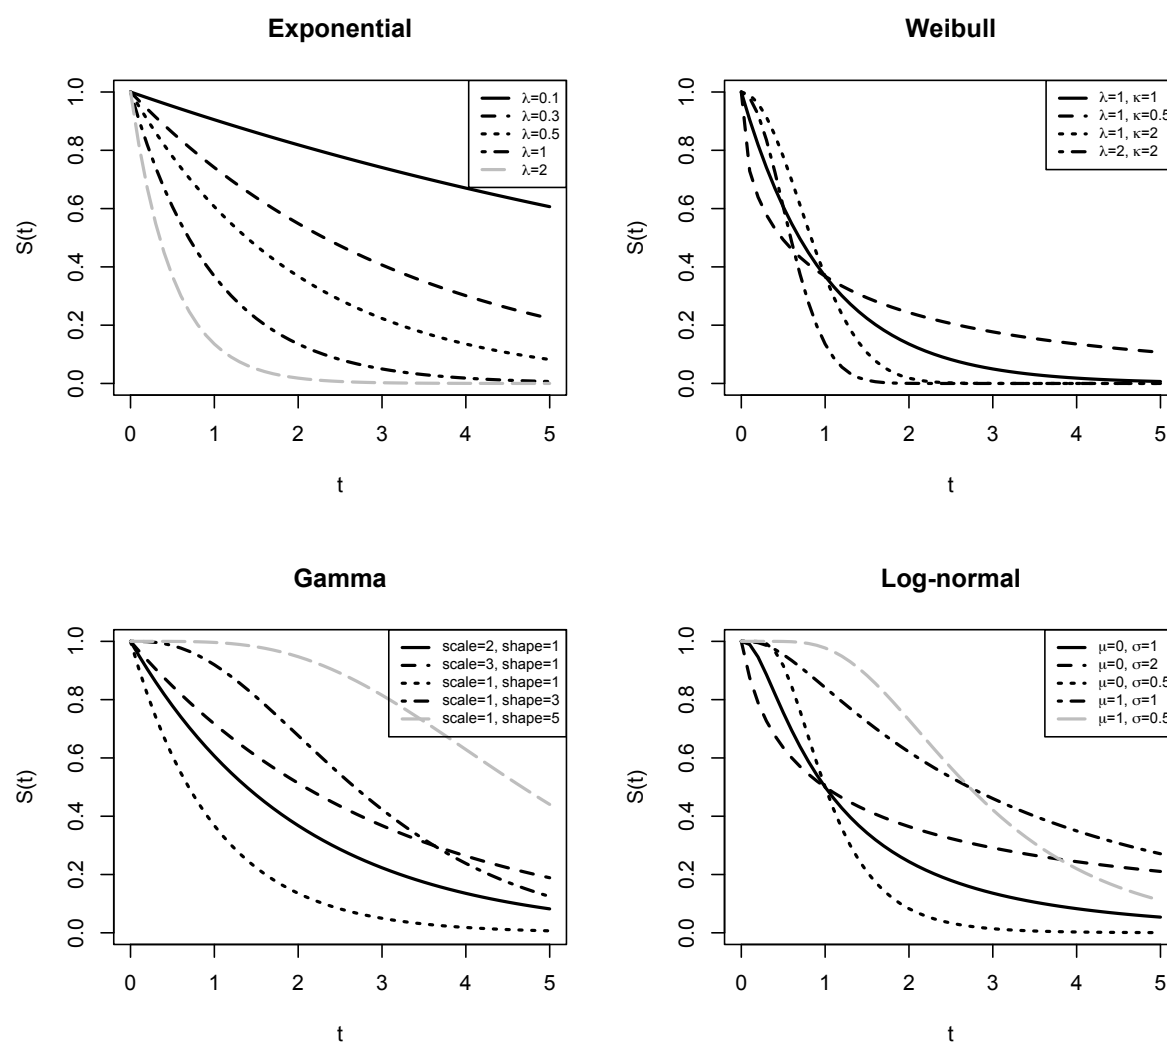 Exponential
S(t)
0.0 0.2 0.4 0.6 0.8 1.0
λ=0.1
λ=0.3
λ=0.5
λ=1
λ=2
0 1 2 3 4 5
t
Weibull
S(t)
0.0 0.2 0.4 0.6 0.8 1.0
λ=1, κ=1
λ=1, κ=0.5
λ=1, κ=2
λ=2, κ=2
0 1 2 3 4 5
t
Gamma
S(t)
0.0 0.2 0.4 0.6 0.8 1.0
scale=2, shape=1
scale=3, shape=1
scale=1, shape=1
scale=1, shape=3
scale=1, shape=5
0 1 2 3 4 5
t
Log-normal
S(t)
0.0 0.2 0.4 0.6 0.8 1.0
μ=0, σ=1
μ=0, σ=2
μ=0, σ=0.5
μ=1, σ=1
μ=1, σ=0.5
0 1 2 3 4 5
t